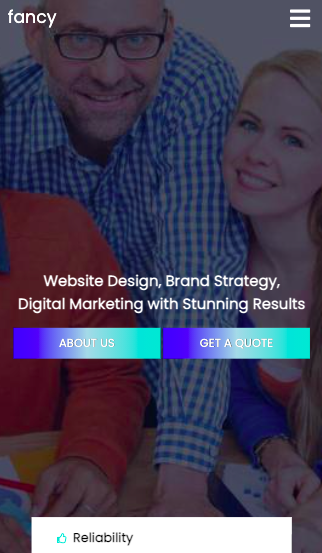 fancy
Website Design, Brand Strategy,
Digital Marketing with Stunning Results
ABOUT US
GET A QUOTE
Reliability